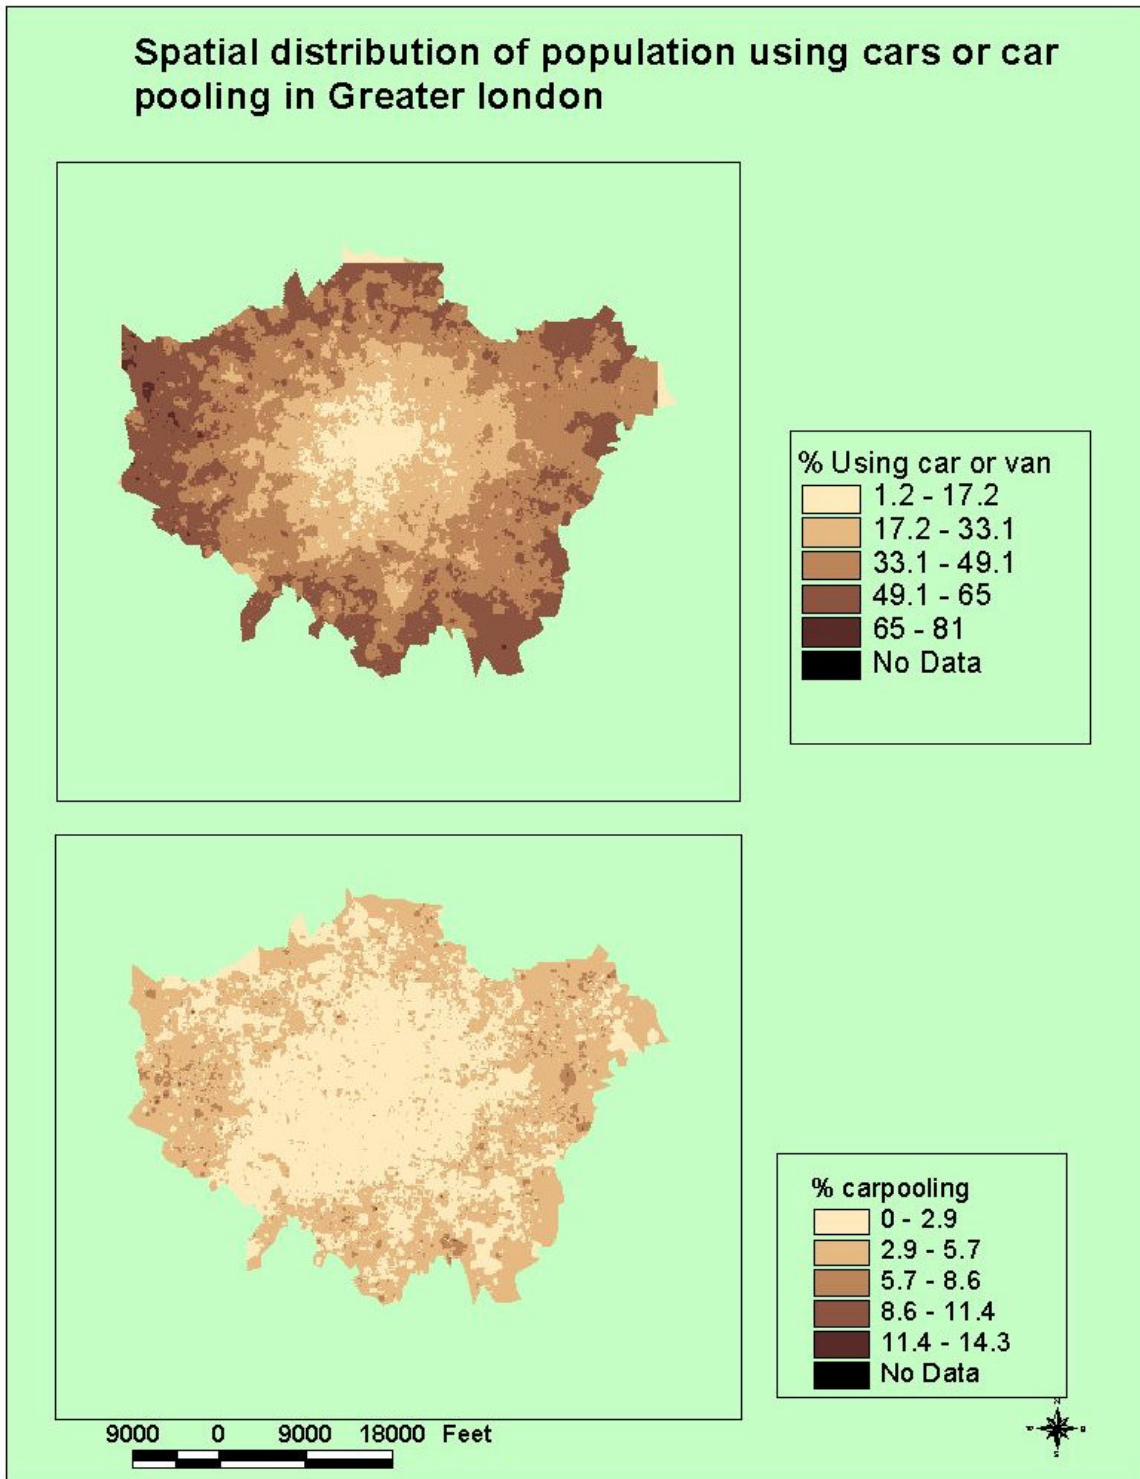 Spatial distribution of population using cars or car
pooling in Greater london
% Using car or van
1.2 - 17.2
17.2 - 33.1
33.1 - 49.1
49.1 - 65
65 - 81
No Data
% carpooling
0 - 2.9
2.9 - 5.7
5.7 - 8.6
8.6 - 11.4
11.4 - 14.3
No Data
9000 0 9000 18000 Feet
N
S